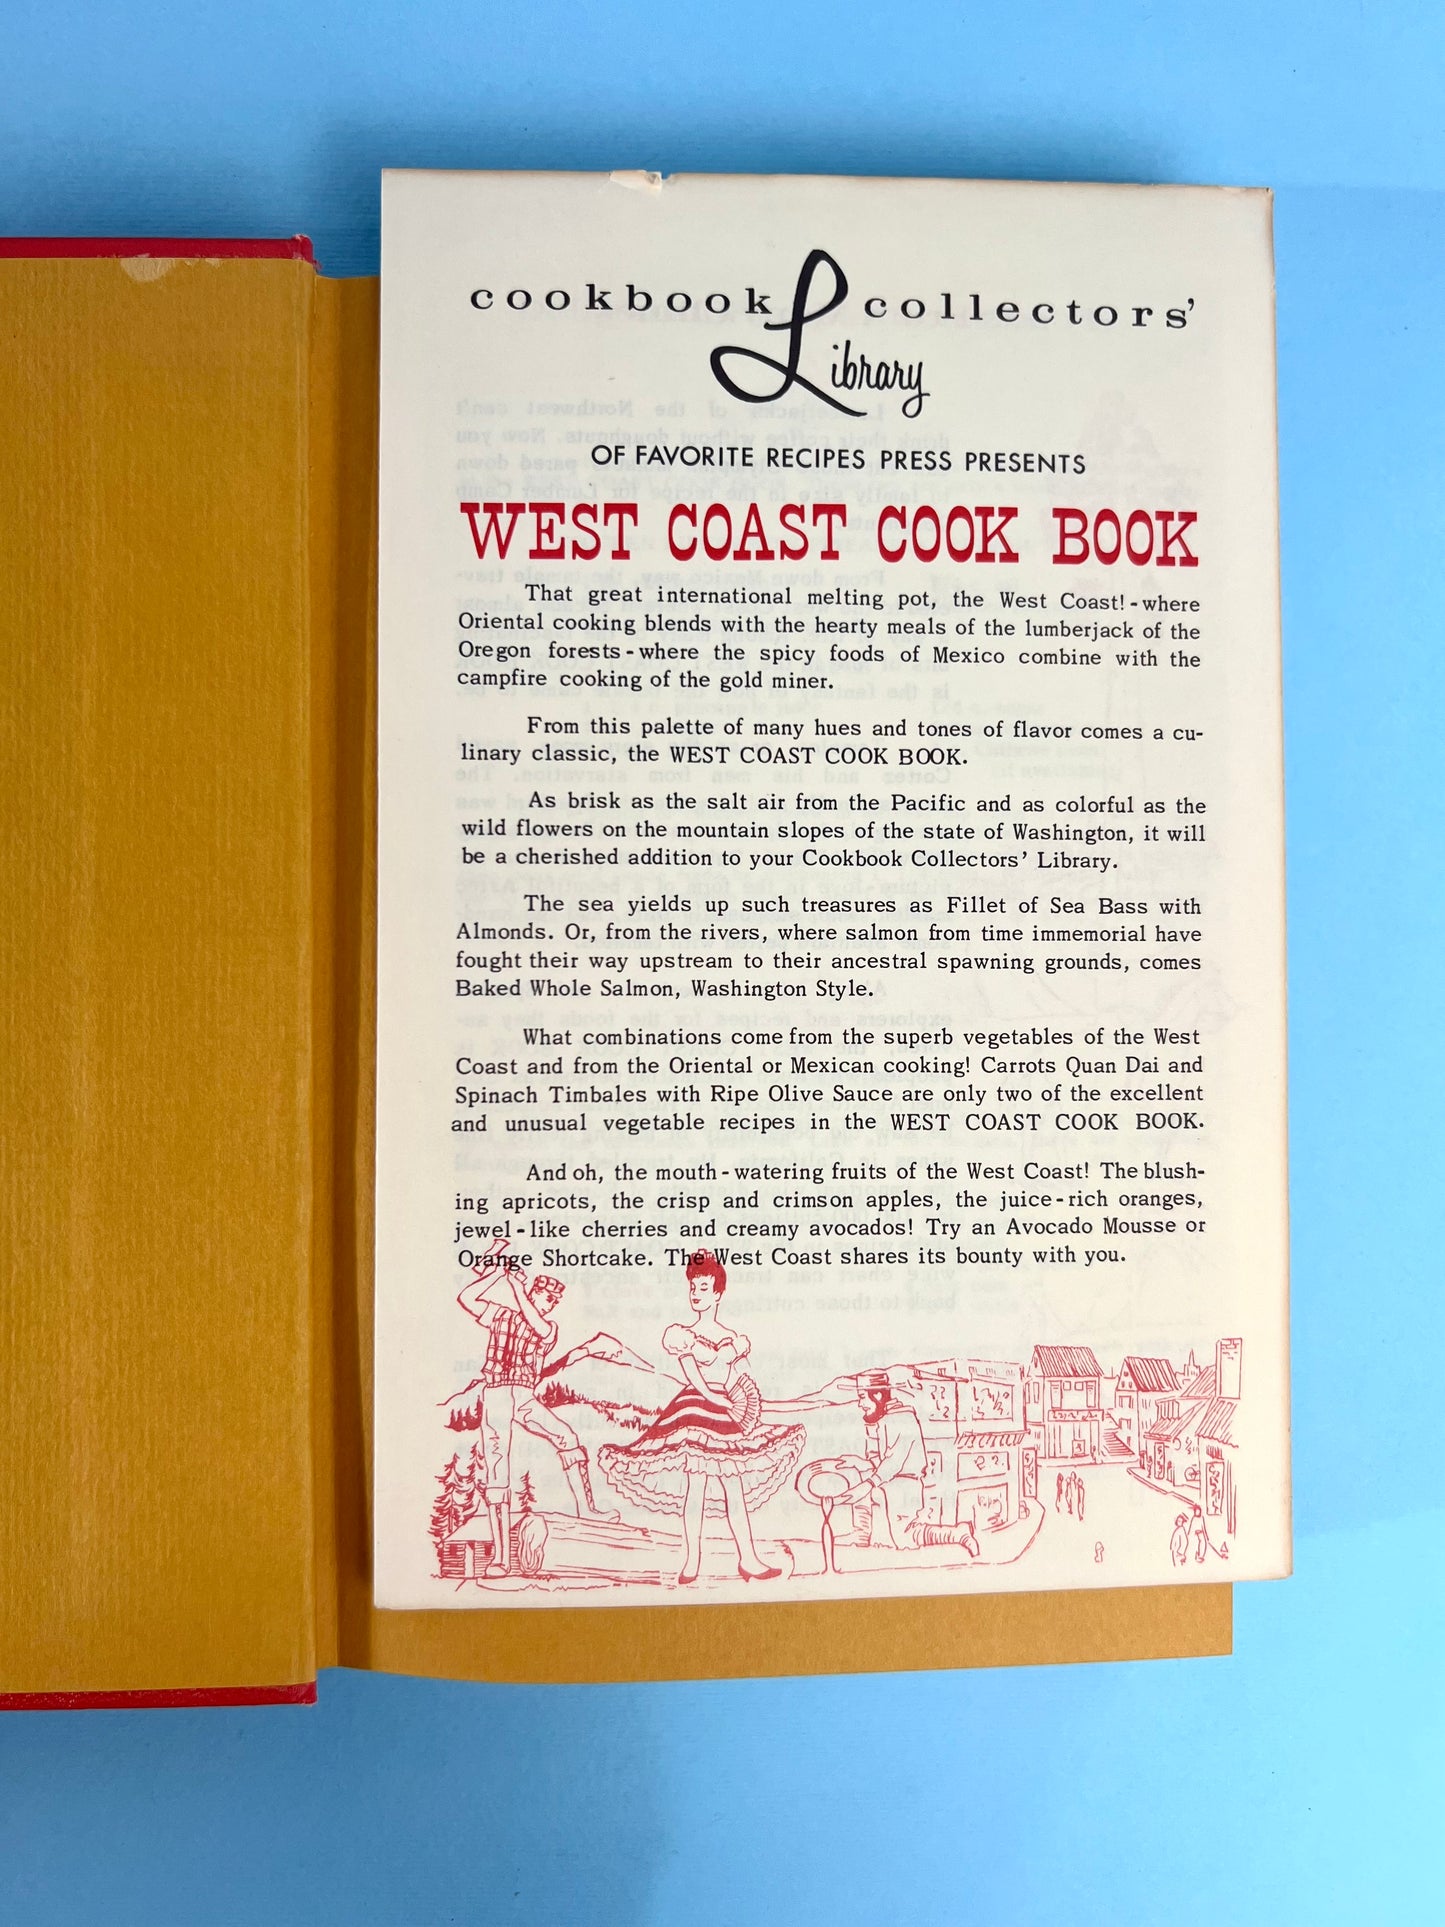 cookbook collectors'
Library
OF FAVORITE RECIPES PRESS PRESENTS
WEST COAST COOK BOOK
That great international melting pot, the West Coast! - where
Oriental cooking blends with the hearty meals of the lumberjack of the
Oregon forests - where the spicy foods of Mexico combine with the
campfire cooking of the gold miner.
From this palette of many hues and tones of flavor comes a cu-
linary classic, the WEST COAST COOK BOOK.
As brisk as the salt air from the Pacific and as colorful as the
wild flowers on the mountain slopes of the state of Washington, it will
be a cherished addition to your Cookbook Collectors' Library.
The sea yields up such treasures as Fillet of Sea Bass with
Almonds. Or, from the rivers, where salmon from time immemorial have
fought their way upstream to their ancestral spawning grounds, comes
Baked Whole Salmon, Washington Style.
What combinations come from the superb vegetables of the West
Coast and from the Oriental or Mexican cooking! Carrots Quan Dai and
Spinach Timbales with Ripe Olive Sauce are only two of the excellent
and unusual vegetable recipes in the WEST COAST COOK BOOK.
And oh, the mouth - watering fruits of the West Coast! The blush-
ing apricots, the crisp and crimson apples, the juice - rich oranges,
jewel - like cherries and creamy avocados! Try an Avocado Mousse or
Orange Shortcake. The West Coast shares its bounty with you.